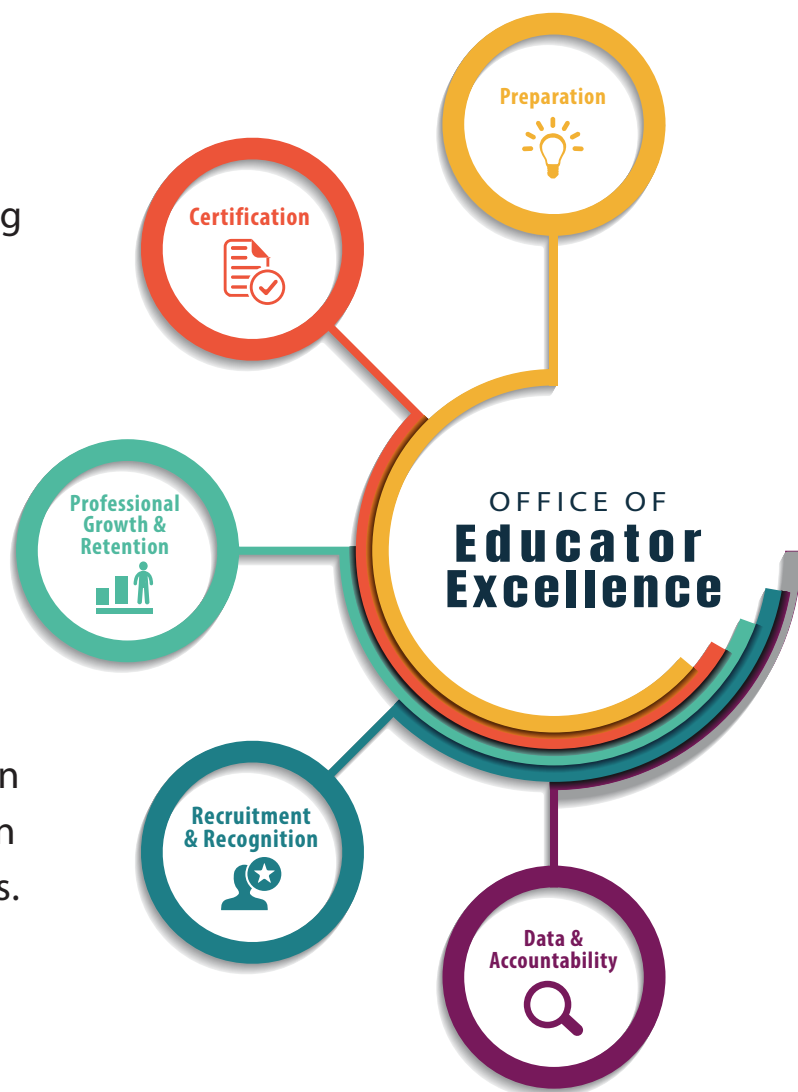 Preparation
Certification
g
Professional
Growth &
Retention
OFFICE OF
Educator
Excellence
n
n
s.
Recruitment
& Recognition
Data &
Accountability